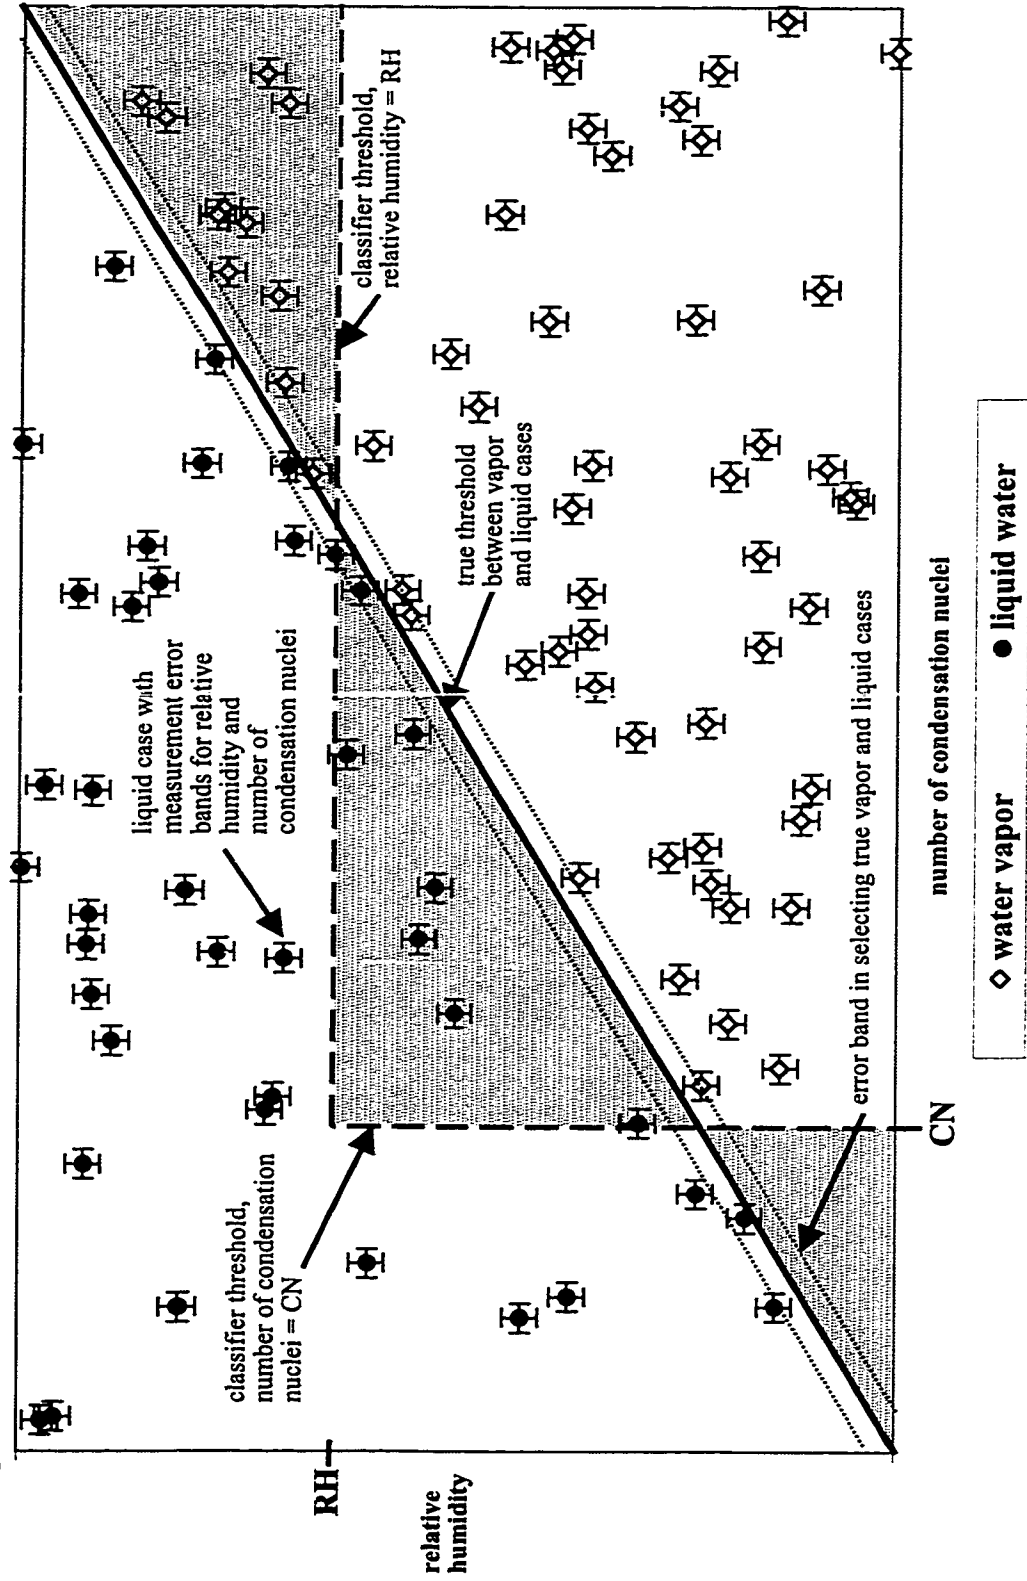 classifier threshold,
relative humidity = RH
true threshold
between vapor
and liquid cases
liquid case with
measurement error
bands for relative
humidity and
number of
condensation nuclei
classifier threshold,
number of condensation
nuclei = CN
error band in selecting true vapor and liquid cases
RH
relative
humidity
CN
number of condensation nuclei
water vapor
liquid water